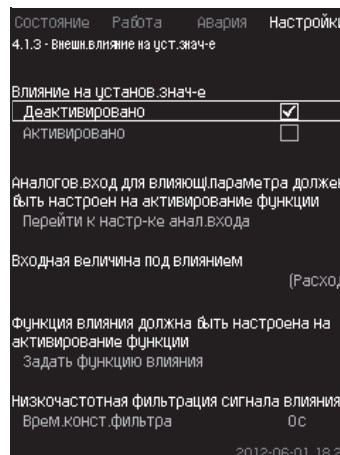 Состояние Работа Авария Настройки
4.1.3 - Внешн.влияние на уст.знач-е
Влияние на установ.знач-е
Деактивировано
Активировано
Аналогов.вход для влияющ.параметра должен
быть настроен на активирование функции
Перейти к настр-ке анал.входа
Входная величина под влиянием
(Расход
Функция влияния должна быть настроена на
активирование функции
Задать функцию влияния
Низкочастотная фильтрация сигнала влияния
Врем.конст.фильтра 0с
2012-06-01 18:2